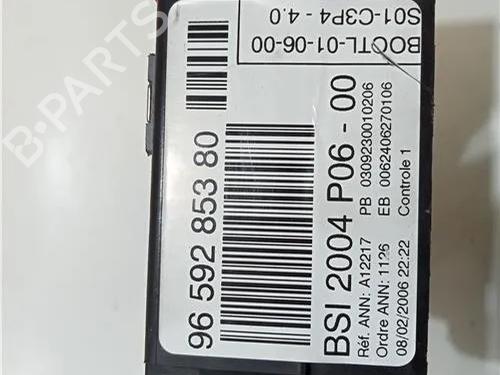 BOOTL-01-06-00
S01-C3P4 - 4.0
96 592 853 80
BSI 2004 P06 - 00
Réf. ANN: A12217 PB 0309230010206
Ordre ANN: 1126 EB 0062406270106
08/02/2006 22:22 Controle 1
B-PARTS